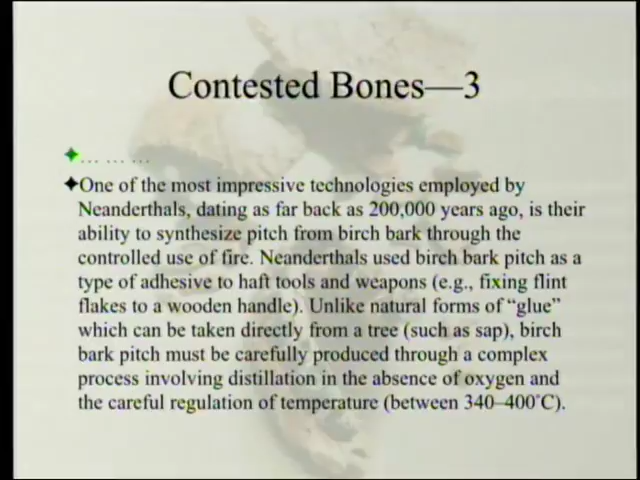 Contested Bones—3
… … …
One of the most impressive technologies employed by
Neanderthals, dating as far back as 200,000 years ago, is their
ability to synthesize pitch from birch bark through the
controlled use of fire. Neanderthals used birch bark pitch as a
type of adhesive to haft tools and weapons (e.g., fixing flint
flakes to a wooden handle). Unlike natural forms of “glue”
which can be taken directly from a tree (such as sap), birch
bark pitch must be carefully produced through a complex
process involving distillation in the absence of oxygen and
the careful regulation of temperature (between 340–400˚C).